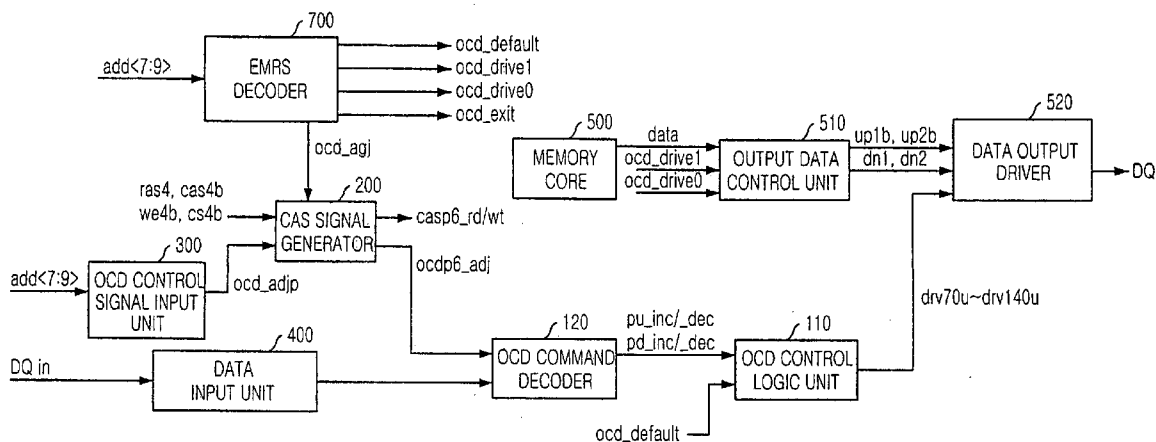 700
EMRS
DECODER
add<7:9>
ocd_default
ocd_drive1
ocd_drive0
ocd_exit
ocd_agj
500
MEMORY
CORE
data
ocd_drive1
ocd_drive0
510
OUTPUT DATA
CONTROL UNIT
up1b, up2b
dn1, dn2
520
DATA OUTPUT
DRIVER
DQ
ras4, cas4b
we4b, cs4b
200
CAS SIGNAL
GENERATOR
casp6_rd/wt
ocdp6_adj
300
add<7:9>
OCD CONTROL
SIGNAL INPUT
UNIT
ocd_adjp
400
DQ in
DATA
INPUT UNIT
120
OCD COMMAND
DECODER
pu_inc/_dec
pd_inc/_dec
110
OCD CONTROL
LOGIC UNIT
drv70u~drv140u
ocd_default